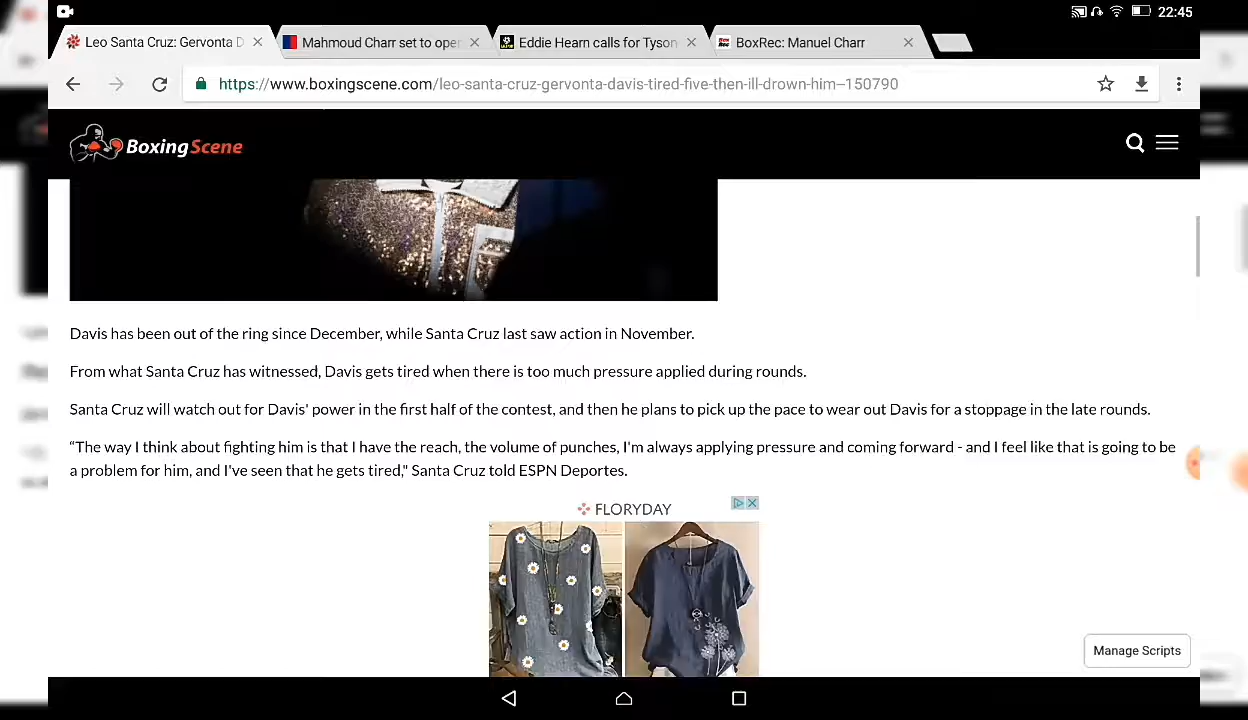 22:45
Leo Santa Cruz: Gervonta D
Mahmoud Charr set to oper
Eddie Hearn calls for Tyson
BoxRec: Manuel Charr
https://www.boxingscene.com/leo-santa-cruz-gervonta-davis-tired-five-then-ill-drown-him--150790
BoxingScene
Davis has been out of the ring since December, while Santa Cruz last saw action in November.
From what Santa Cruz has witnessed, Davis gets tired when there is too much pressure applied during rounds.
Santa Cruz will watch out for Davis' power in the first half of the contest, and then he plans to pick up the pace to wear out Davis for a stoppage in the late rounds.
“The way I think about fighting him is that I have the reach, the volume of punches, I'm always applying pressure and coming forward - and I feel like that is going to be
a problem for him, and I've seen that he gets tired," Santa Cruz told ESPN Deportes.
FLORYDAY
Manage Scripts